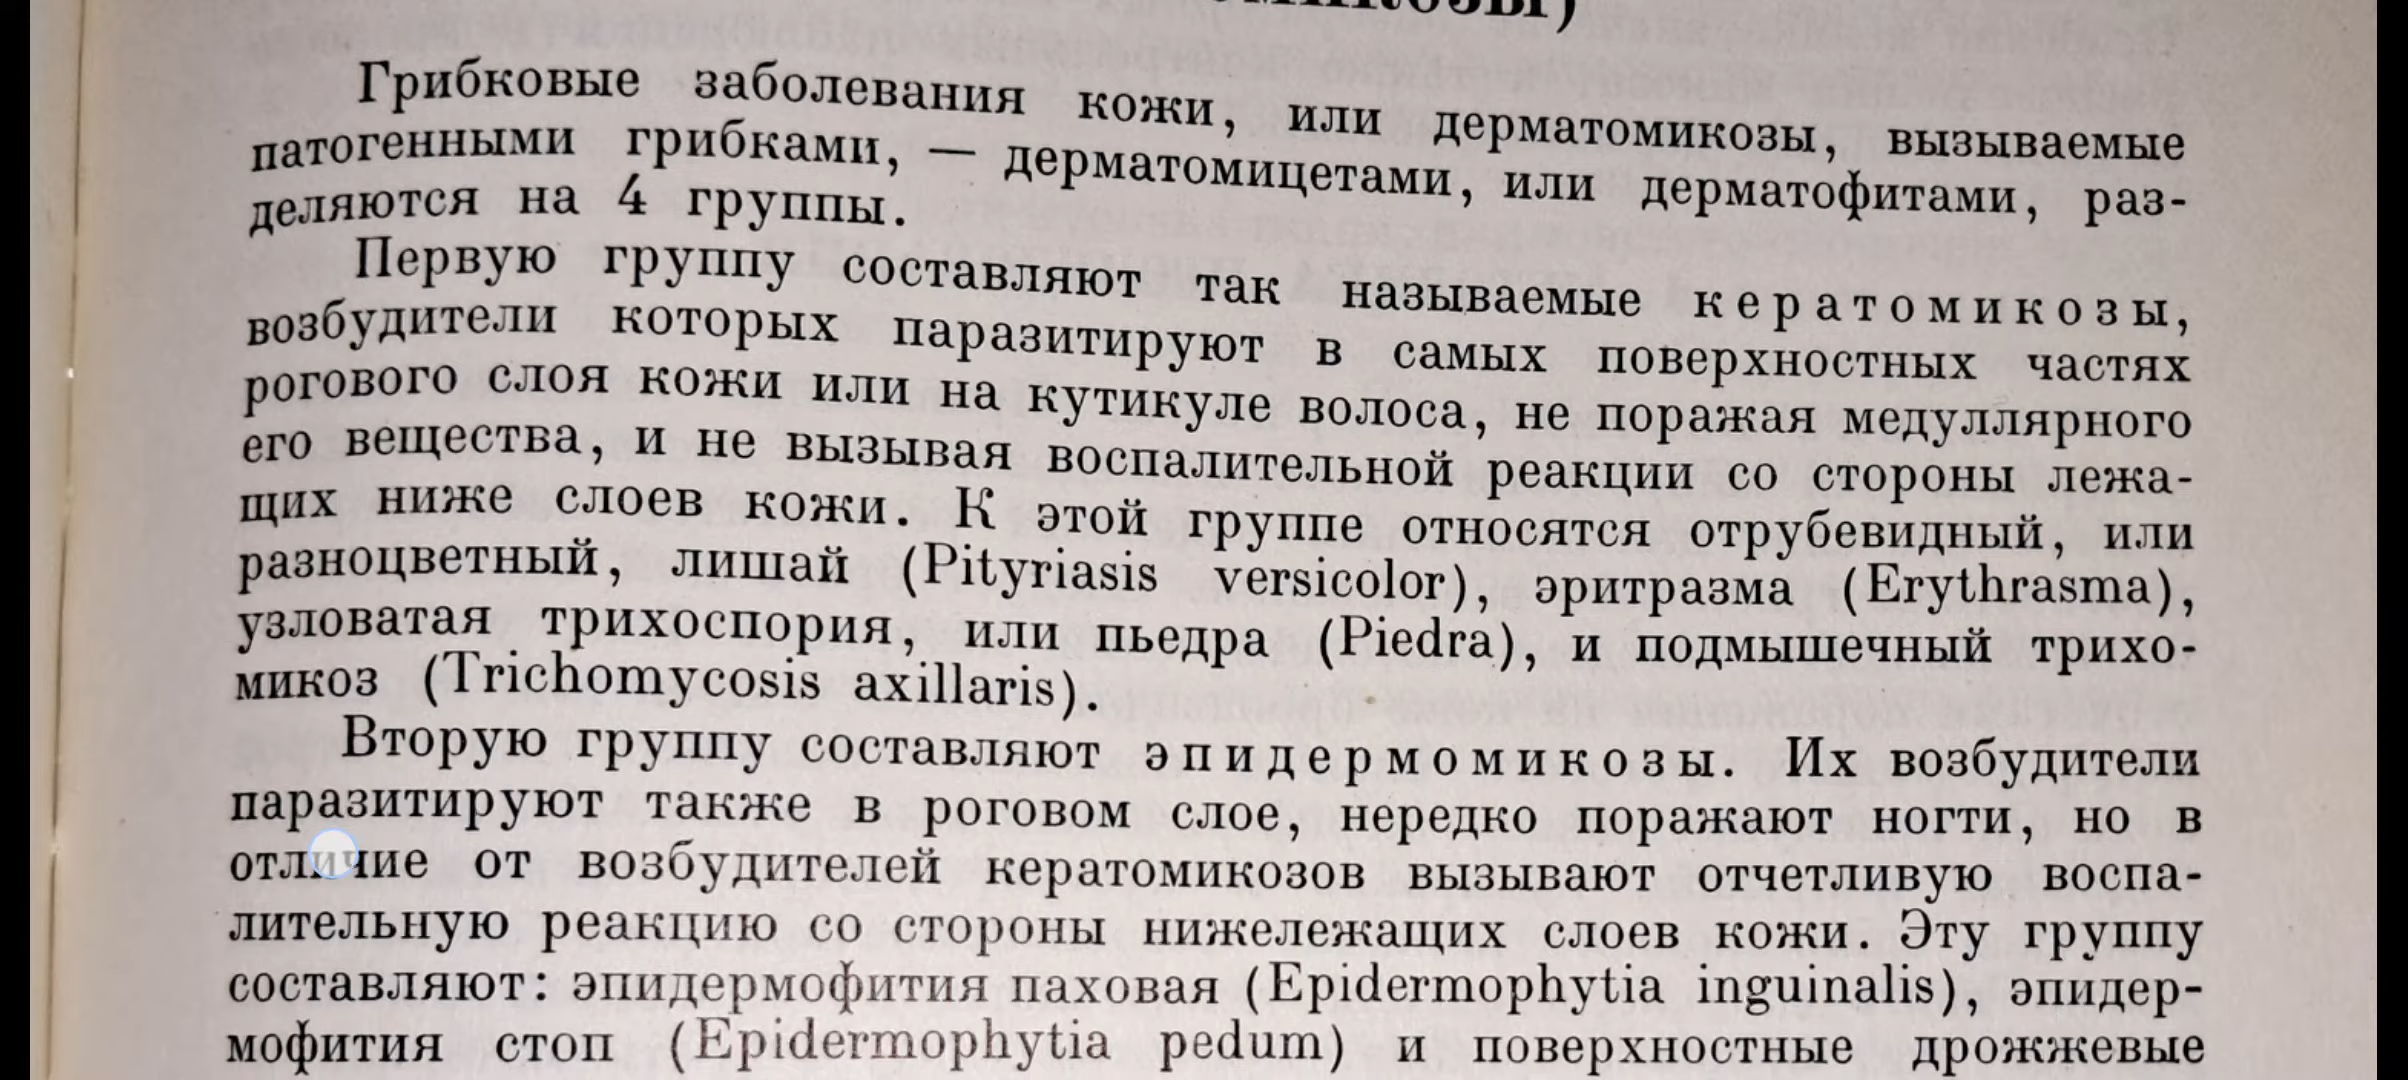 Грибковые заболевания кожи, или дерматомикозы, вызываемые
патогенными грибками, — дерматомицетами, или дерматофитами, раз-
деляются на 4 группы.
Первую группу составляют так называемые кератомикозы,
возбудители которых паразитируют в самых поверхностных частях
рогового слоя кожи или на кутикуле волоса, не поражая медуллярного
его вещества, и не вызывая воспалительной реакции со стороны лежа-
щих ниже слоев кожи. К этой группе относятся отрубевидный, или
разноцветный, лишай (Pityriasis versicolor), эритразма (Erythrasma),
узловатая трихоспория, или пьедра (Piedra), и подмышечный трихо-
микоз (Trichomycosis axillaris).
Вторую группу составляют эпидермомикозы. Их возбудители
паразитируют также в роговом слое, нередко поражают ногти, но в
отличие от возбудителей кератомикозов вызывают отчетливую воспа-
лительную реакцию со стороны нижележащих слоев кожи. Эту группу
составляют: эпидермофития паховая (Epidermophytia inguinalis), эпидер-
мофития стоп (Epidermophytia pedum) и поверхностные дрожжевые